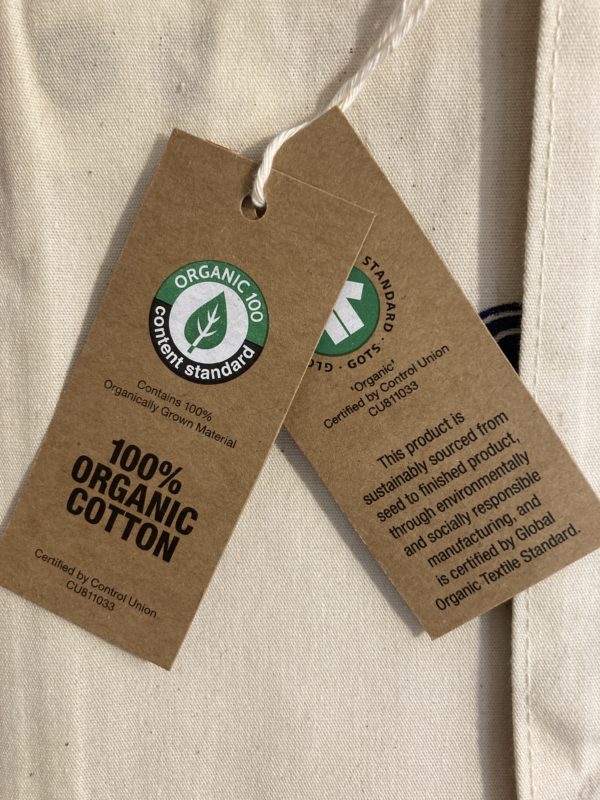 ORGANIC 100
content standard
Contains 100%
Organically Grown Material
100%
ORGANIC
COTTON
Certified by Control Union
CU811033
STANDARD · GOTS ·
'Organic'
Certified by Control Union
CU811033
This product is
sustainably sourced from
seed to finished product,
through environmentally
and socially responsible
manufacturing, and
is certified by Global
Organic Textile Standard.